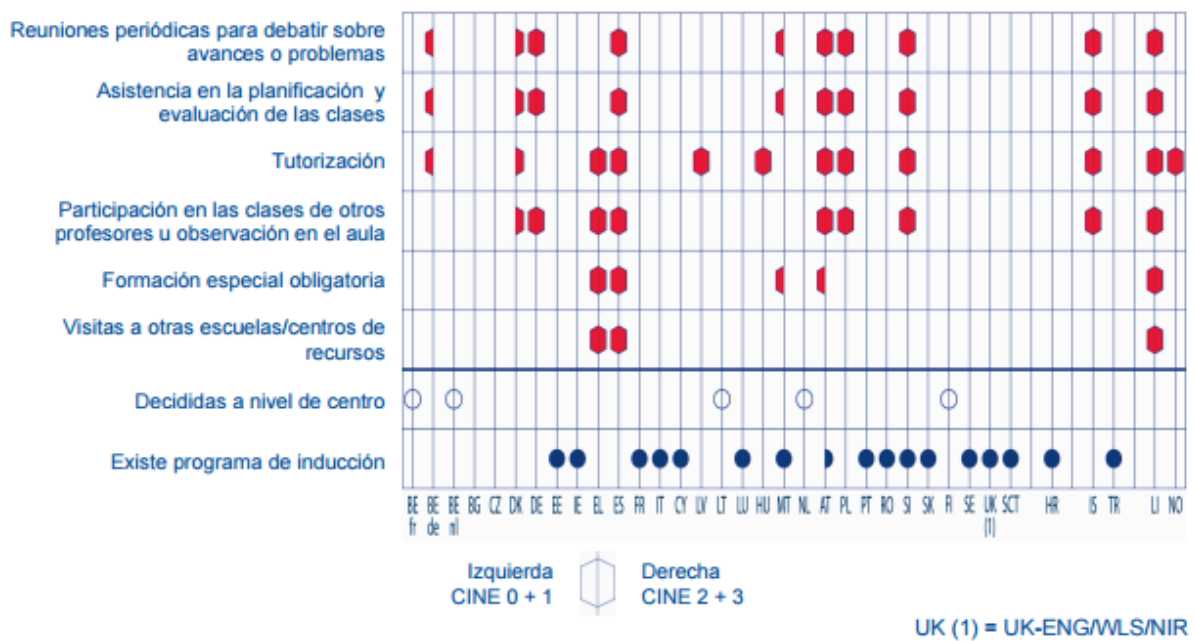 Reuniones periódicas para debatir sobre
avances o problemas
Asistencia en la planificación y
evaluación de las clases
Tutorización
Participación en las clases de otros
profesores u observación en el aula
Formación especial obligatoria
Visitas a otras escuelas/centros de
recursos
Decididas a nivel de centro
Existe programa de inducción
BE BE BE BG CZ DK DE EE IE EL ES FR IT CY LV LT LU HU MT NL AT PL PT RO SI SK FI SE UK SCT HR IS TR LI NO
fr de nl (1)
Izquierda Derecha
CINE 0 + 1 CINE 2 + 3
UK (1) = UK-ENG/WLS/NIR